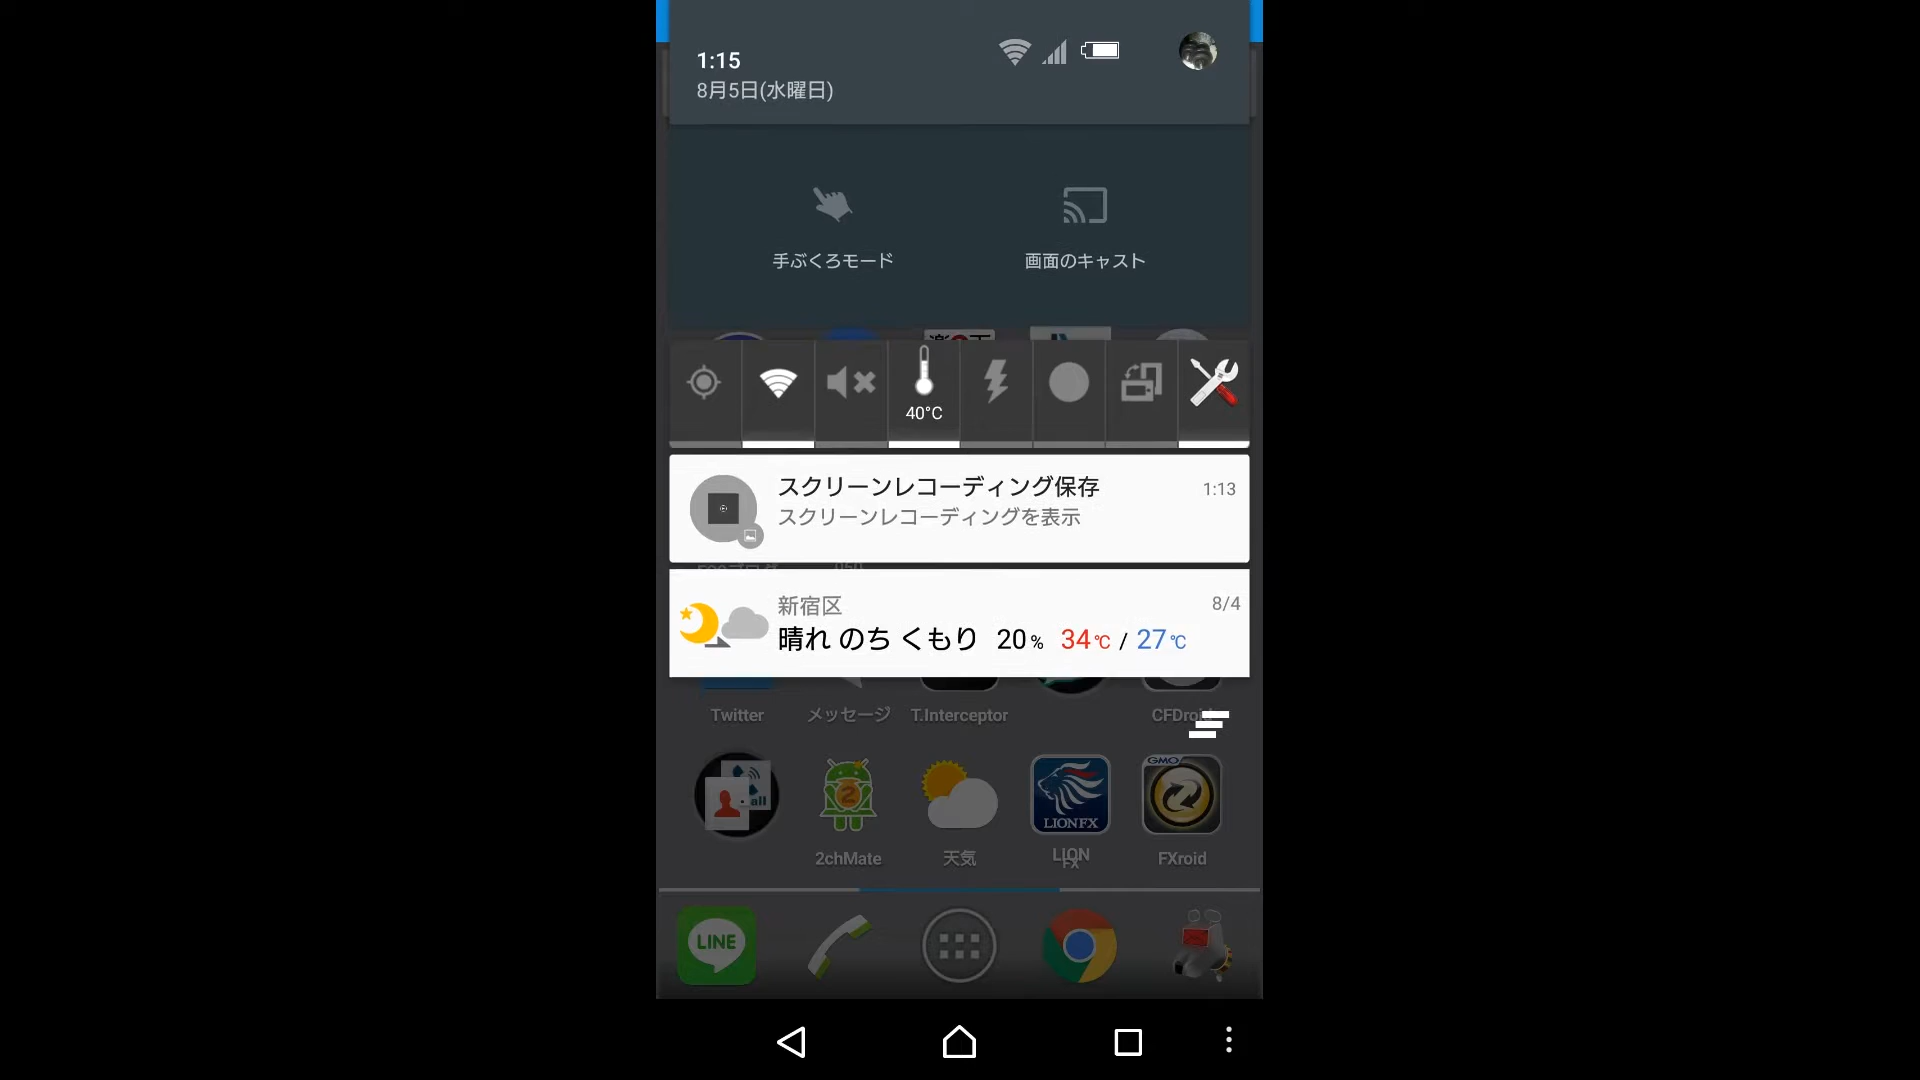 1:15
8月5日(水曜日)
手ぶくろモード
画面のキャスト
40°C
スクリーンレコーディング保存
1:13
スクリーンレコーディングを表示
新宿区
8/4
晴れ のち くもり 20% 34℃ / 27℃
Twitter
メッセージ
T.Interceptor
CFDroid
2chMate
天気
LION FX
LIONFX
GMO
FXroid
LINE